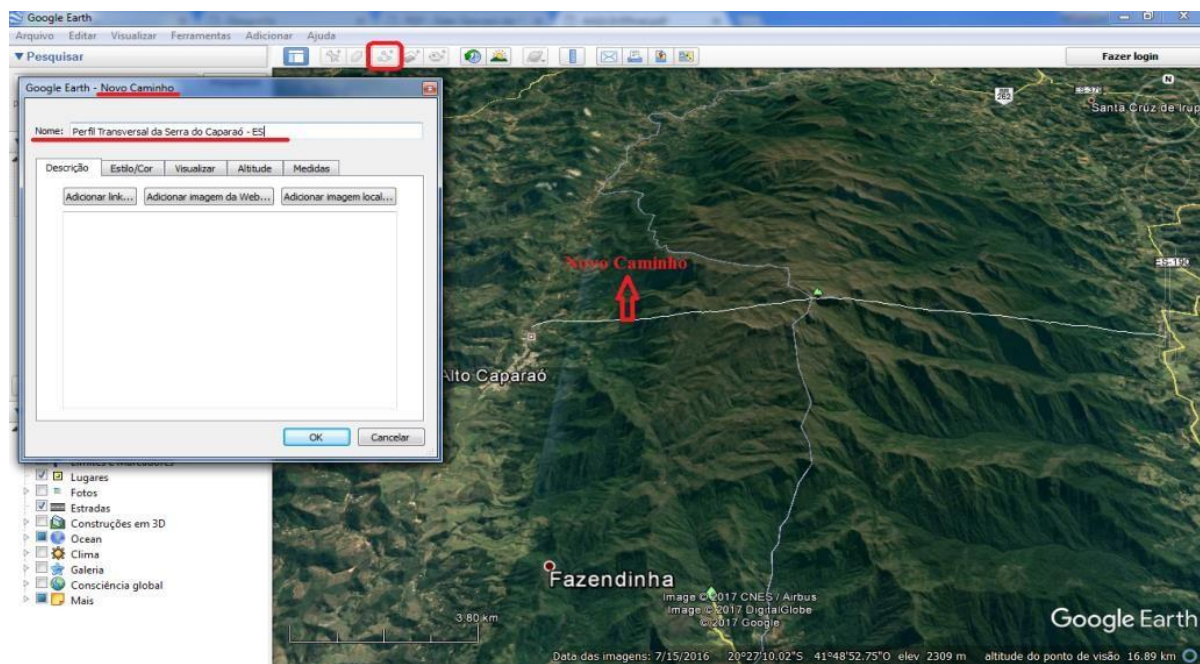 Google Earth
Arquivo Editar Visualizar Ferramentas Adicionar Ajuda
Pesquisar
Fazer login
Google Earth - Novo Caminho
Nome: Perfil Transversal da Serra do Caparaó - ES
Descrição Estilo/Cor Visualizar Altitude Medidas
Adicionar link... Adicionar imagem da Web... Adicionar imagem local...
OK Cancelar
Lugares
Fotos
Estradas
Construções em 3D
Ocean
Clima
Galeria
Consciência global
Mais
N
262
ES-379
Santa Cruz de Irup
Novo Caminho
ES-190
Alto Caparaó
Fazendinha
Image © 2017 CNES / Airbus
Image © 2017 DigitalGlobe
© 2017 Google
3.80 km
Google Earth
Data das imagens: 7/15/2016 20°27'10.02"S 41°48'52.75"O elev 2309 m altitude do ponto de visão 16.89 km